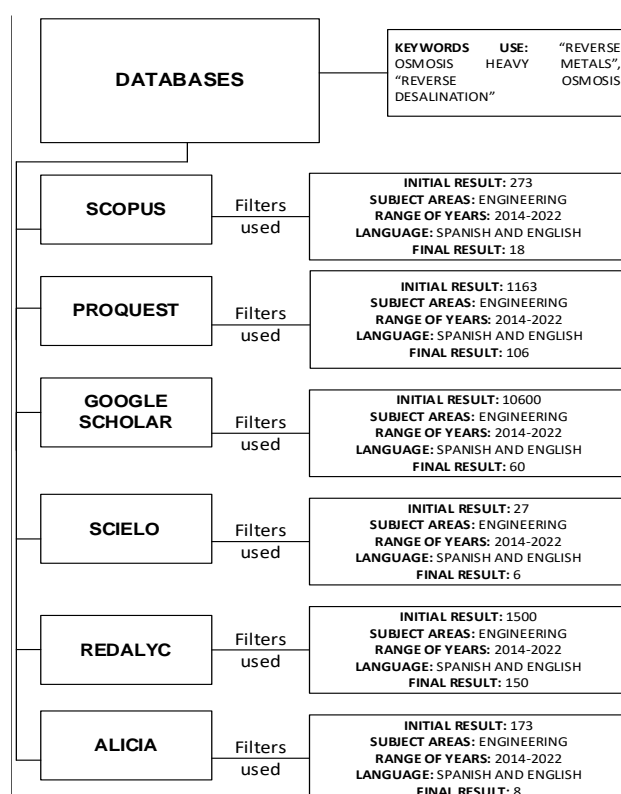 DATABASES
KEYWORDS USE: “REVERSE
OSMOSIS HEAVY METALS”,
“REVERSE OSMOSIS
DESALINATION”
SCOPUS
Filters
used
INITIAL RESULT: 273
SUBJECT AREAS: ENGINEERING
RANGE OF YEARS: 2014-2022
LANGUAGE: SPANISH AND ENGLISH
FINAL RESULT: 18
PROQUEST
Filters
used
INITIAL RESULT: 1163
SUBJECT AREAS: ENGINEERING
RANGE OF YEARS: 2014-2022
LANGUAGE: SPANISH AND ENGLISH
FINAL RESULT: 106
GOOGLE
SCHOLAR
Filters
used
INITIAL RESULT: 10600
SUBJECT AREAS: ENGINEERING
RANGE OF YEARS: 2014-2022
LANGUAGE: SPANISH AND ENGLISH
FINAL RESULT: 60
SCIELO
Filters
used
INITIAL RESULT: 27
SUBJECT AREAS: ENGINEERING
RANGE OF YEARS: 2014-2022
LANGUAGE: SPANISH AND ENGLISH
FINAL RESULT: 6
REDALYC
Filters
used
INITIAL RESULT: 1500
SUBJECT AREAS: ENGINEERING
RANGE OF YEARS: 2014-2022
LANGUAGE: SPANISH AND ENGLISH
FINAL RESULT: 150
ALICIA
Filters
used
INITIAL RESULT: 173
SUBJECT AREAS: ENGINEERING
RANGE OF YEARS: 2014-2022
LANGUAGE: SPANISH AND ENGLISH
FINAL RESULT: 8